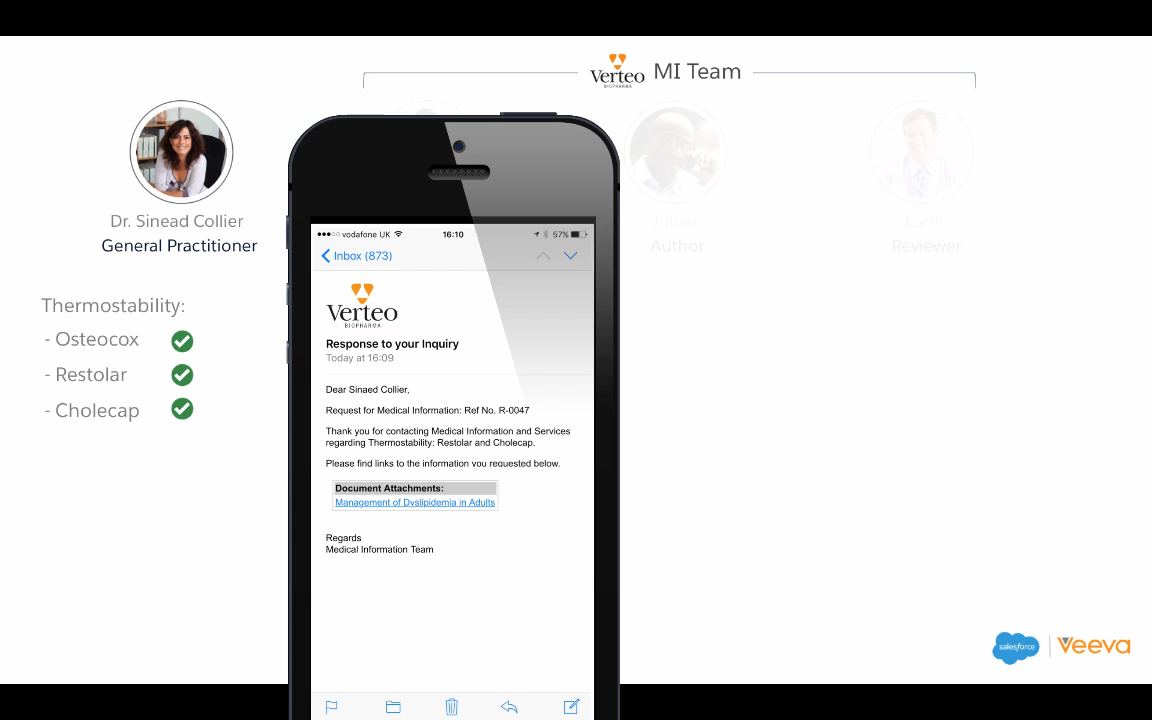 Verteo
BIOPHARMA
MI Team
Dr. Sinead Collier
General Practitioner
Julian
Author
Larry
Reviewer
Thermostability:
- Osteocox
- Restolar
- Cholecap
vodafone UK
16:10
57%
Inbox (873)
Verteo
BIOPHARMA
Response to your Inquiry
Today at 16:09
Dear Sinaed Collier,
Request for Medical Information: Ref No. R-0047
Thank you for contacting Medical Information and Services
regarding Thermostability: Restolar and Cholecap.
Please find links to the information you requested below.
Document Attachments:
Management of Dyslipidemia in Adults
Regards
Medical Information Team
salesforce
Veeva